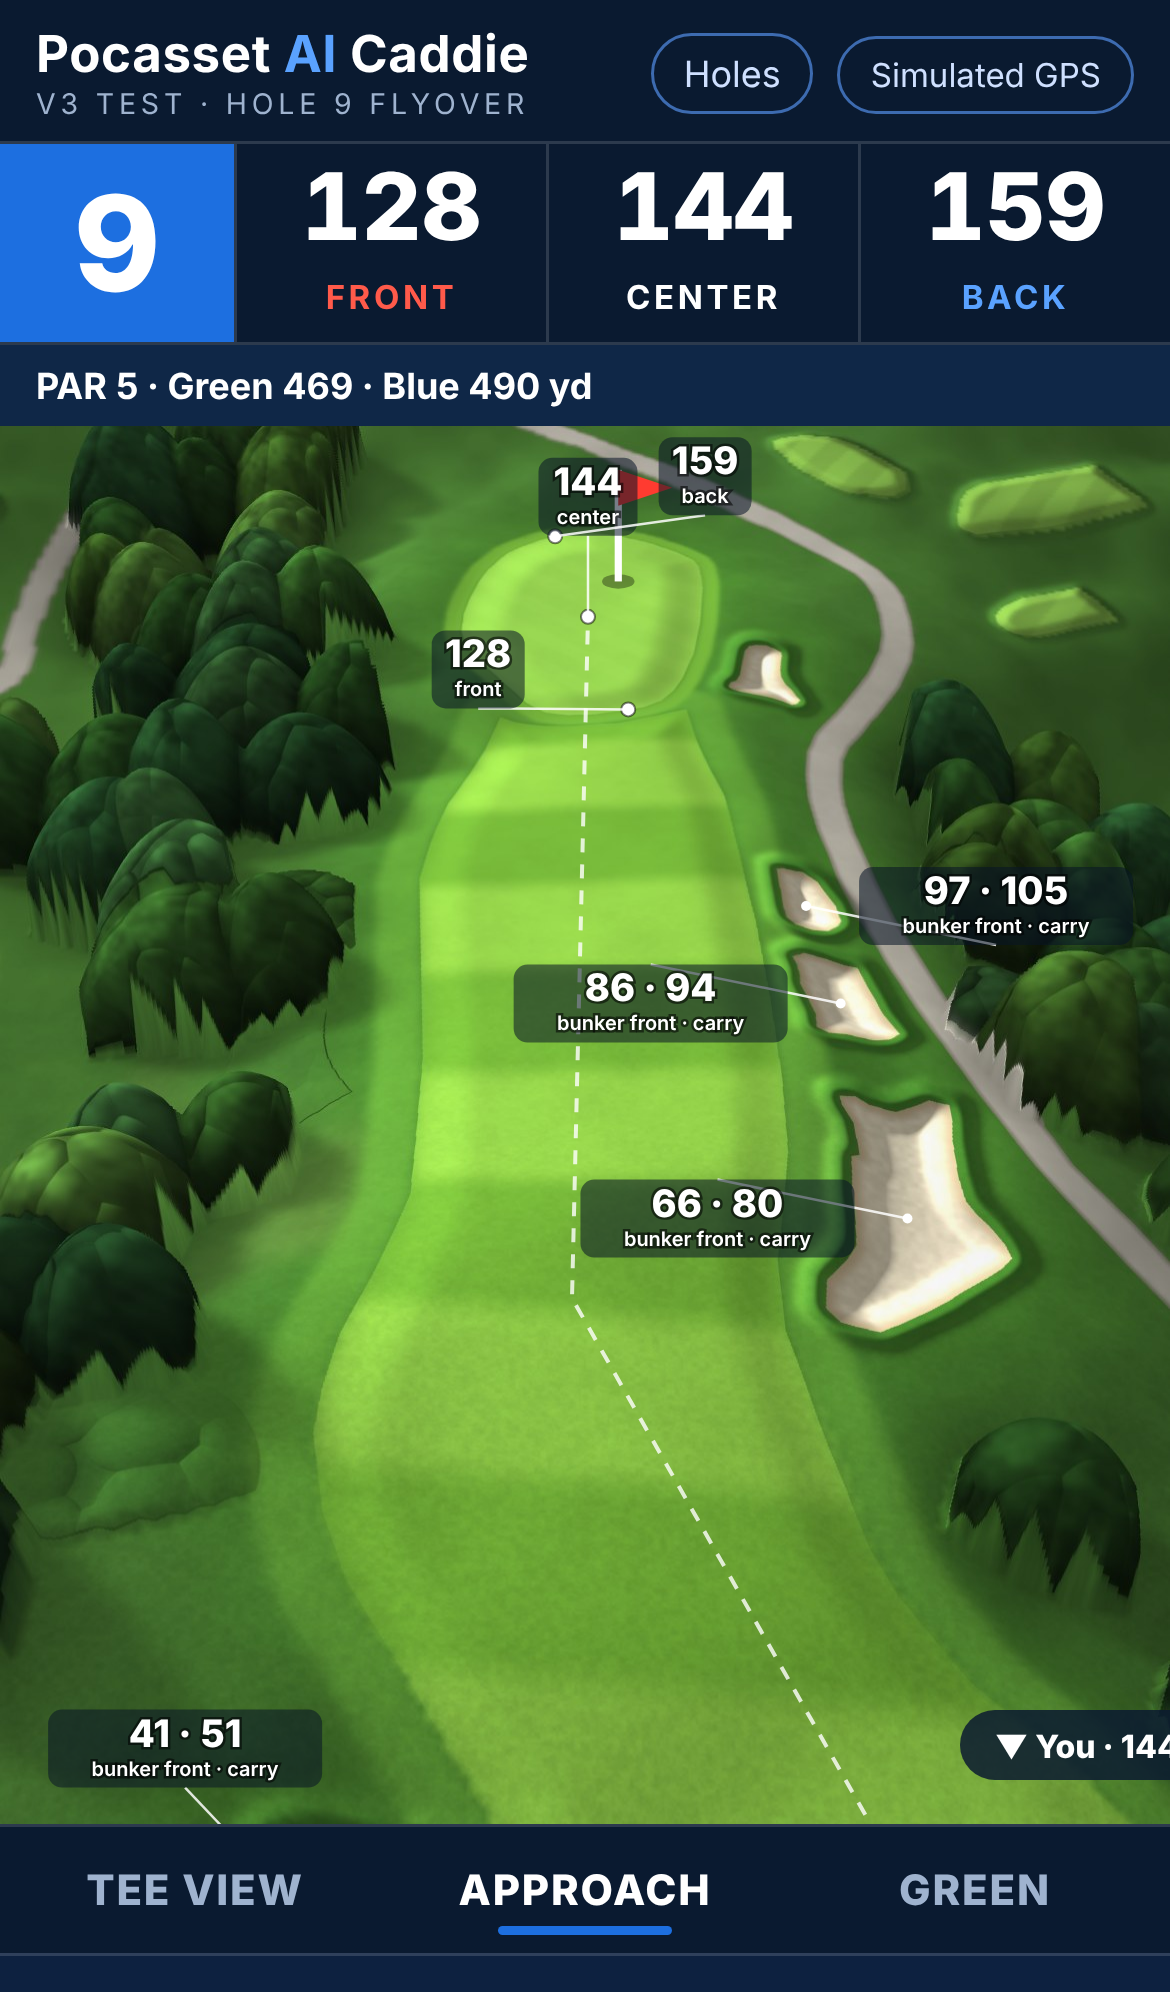 Pocasset AI Caddie
V3 TEST · HOLE 9 FLYOVER
Holes
Simulated GPS
9
128
FRONT
144
CENTER
159
BACK
PAR 5 · Green 469 · Blue 490 yd
159
back
144
center
128
front
97 · 105
bunker front · carry
86 · 94
bunker front · carry
66 · 80
bunker front · carry
41 · 51
bunker front · carry
▼ You · 144
TEE VIEW
APPROACH
GREEN